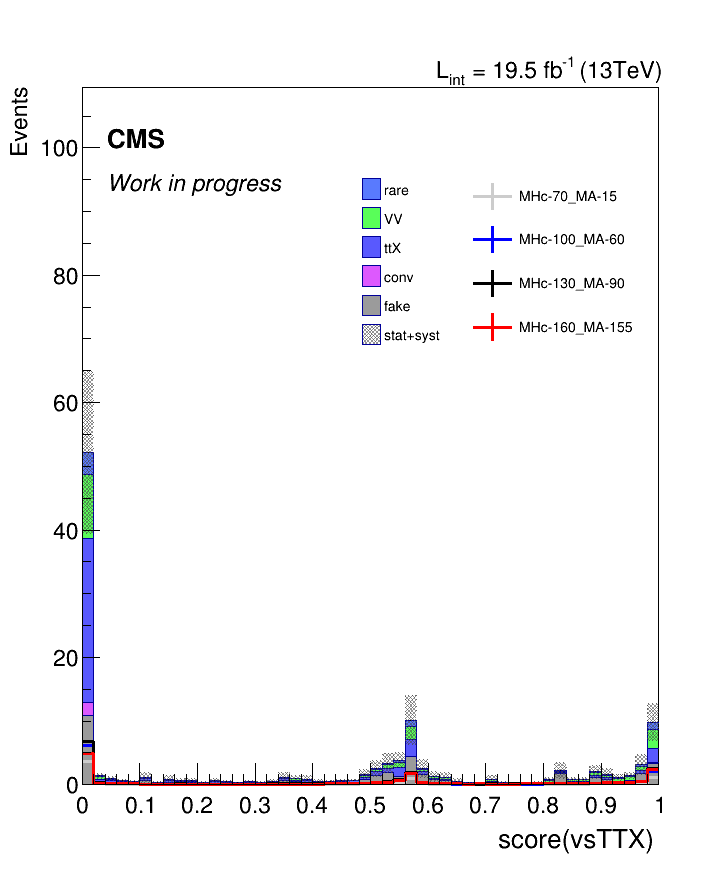 L_int = 19.5 fb^-1 (13TeV)
Events
CMS
Work in progress
rare
VV
ttX
conv
fake
stat+syst
MHc-70_MA-15
MHc-100_MA-60
MHc-130_MA-90
MHc-160_MA-155
100
80
60
40
20
0
0 0.1 0.2 0.3 0.4 0.5 0.6 0.7 0.8 0.9 1
score(vsTTX)